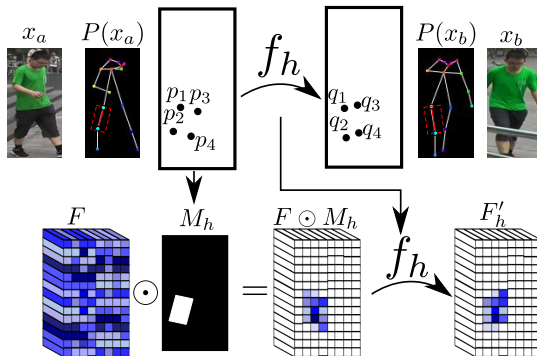 x_a P(x_a) f_h P(x_b) x_b
p_1 p_3 q_1 q_3
p_2 p_4 q_2 q_4
F M_h F ⊙ M_h F'_h
⊙ = f_h